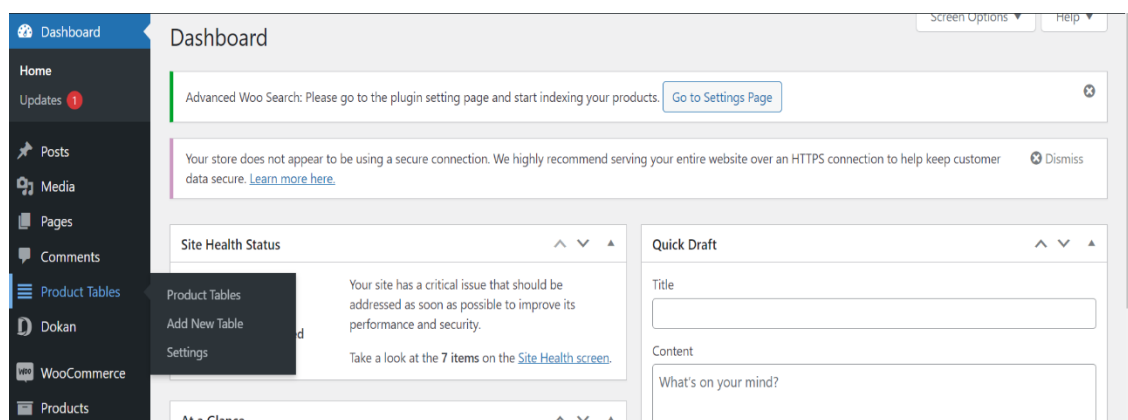 Dashboard
Home
Updates 1
Posts
Media
Pages
Comments
Product Tables
Dokan
WooCommerce
Products
Product Tables
Add New Table
Settings
Screen Options ▼
Help ▼
Dashboard
Advanced Woo Search: Please go to the plugin setting page and start indexing your products. Go to Settings Page
Your store does not appear to be using a secure connection. We highly recommend serving your entire website over an HTTPS connection to help keep customer
data secure. Learn more here.
Dismiss
Site Health Status
Your site has a critical issue that should be
addressed as soon as possible to improve its
performance and security.
Take a look at the 7 items on the Site Health screen.
At a Glance
Quick Draft
Title
Content
What's on your mind?